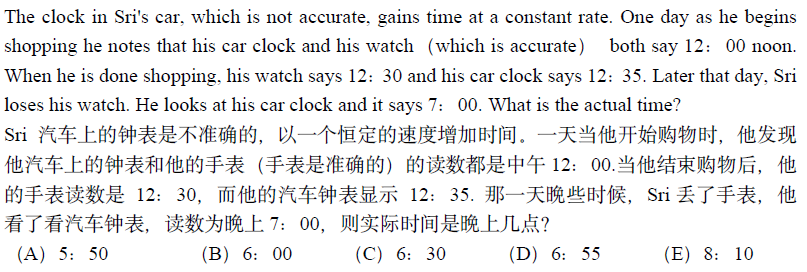 The clock in Sri's car, which is not accurate, gains time at a constant rate. One day as he begins
shopping he notes that his car clock and his watch（which is accurate） both say 12：00 noon.
When he is done shopping, his watch says 12：30 and his car clock says 12：35. Later that day, Sri
loses his watch. He looks at his car clock and it says 7：00. What is the actual time?
Sri 汽车上的钟表是不准确的，以一个恒定的速度增加时间。一天当他开始购物时，他发现
他汽车上的钟表和他的手表（手表是准确的）的读数都是中午 12：00.当他结束购物后，他
的手表读数是 12：30，而他的汽车钟表显示 12：35. 那一天晚些时候，Sri 丢了手表，他
看了看汽车钟表，读数为晚上 7：00，则实际时间是晚上几点？
（A）5：50 （B）6：00 （C）6：30 （D）6：55 （E）8：10